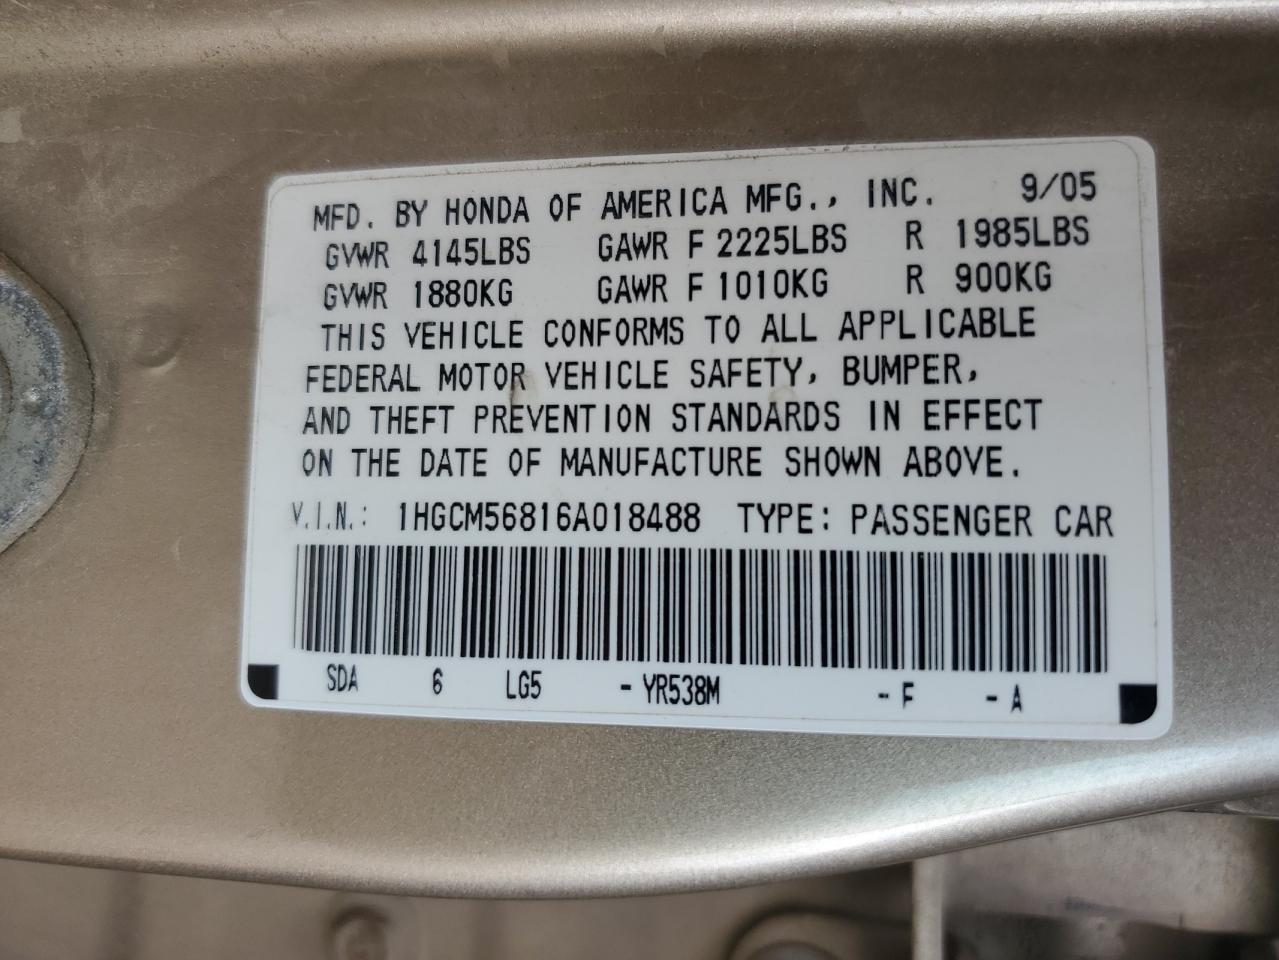 MFD. BY HONDA OF AMERICA MFG., INC. 9/05
GVWR 4145LBS GAWR F 2225LBS R 1985LBS
GVWR 1880KG GAWR F 1010KG R 900KG
THIS VEHICLE CONFORMS TO ALL APPLICABLE
FEDERAL MOTOR VEHICLE SAFETY, BUMPER,
AND THEFT PREVENTION STANDARDS IN EFFECT
ON THE DATE OF MANUFACTURE SHOWN ABOVE.
V.I.N.: 1HGCM56816A018488 TYPE: PASSENGER CAR
SDA 6 LG5 - YR538M - F - A